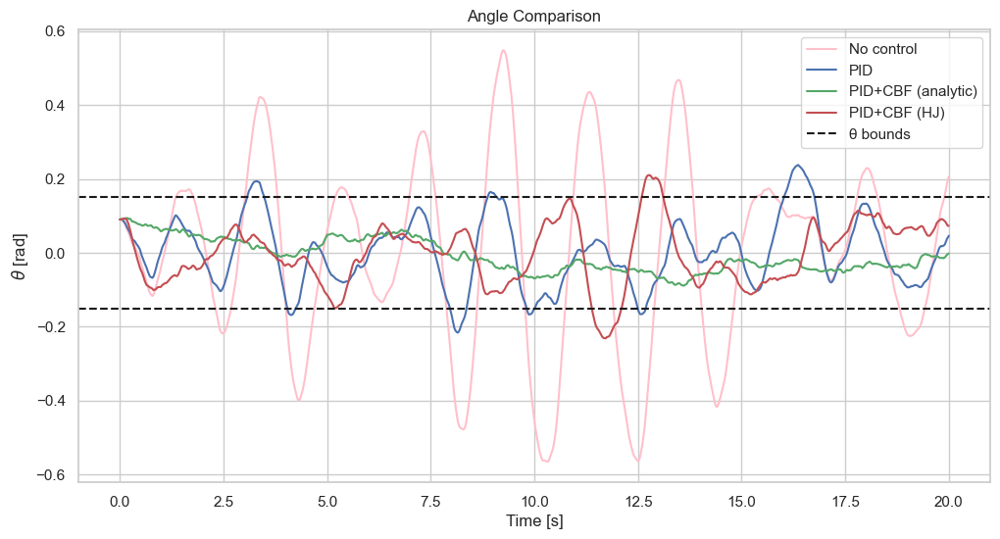 Angle Comparison
No control
PID
PID+CBF (analytic)
PID+CBF (HJ)
θ bounds
θ [rad]
0.6
0.4
0.2
0.0
−0.2
−0.4
−0.6
0.0 2.5 5.0 7.5 10.0 12.5 15.0 17.5 20.0
Time [s]